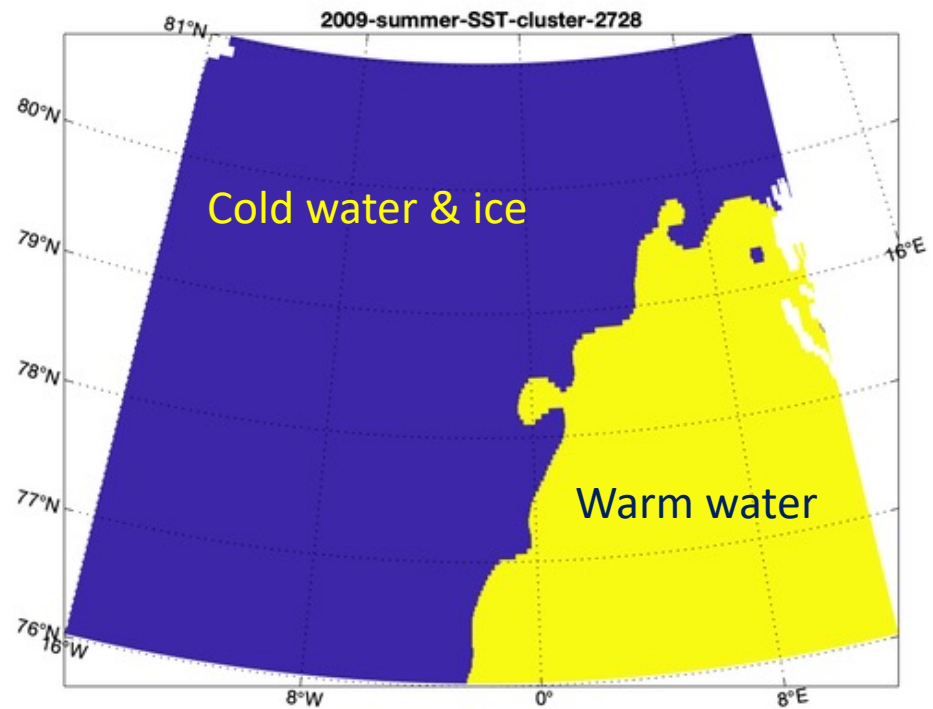 2009-summer-SST-cluster-2728
81°N
80°N
Cold water & ice
79°N
16°E
78°N
77°N
Warm water
76°N
16°W
8°W
0°
8°E